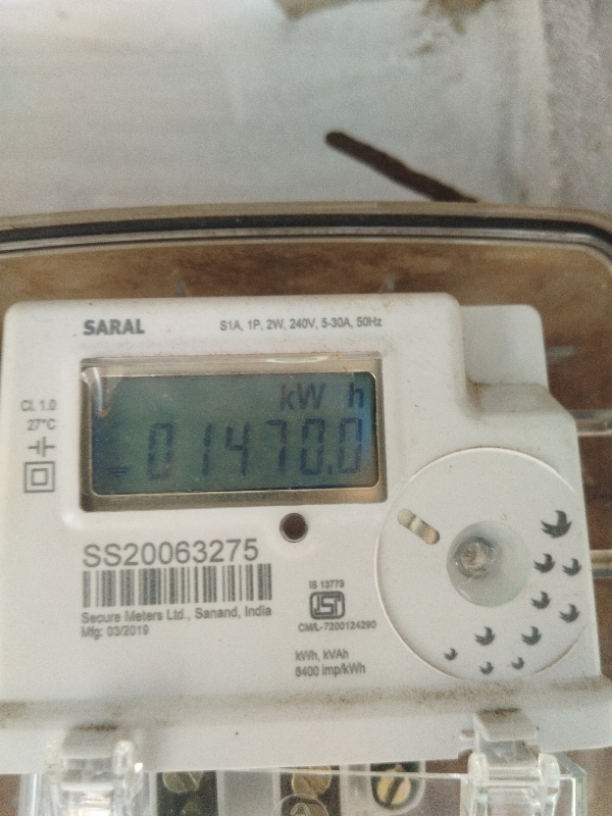 SARAL
S1A, 1P, 2W, 240V, 5-30A, 50Hz
Cl. 1.0
27°C
kW h
01470.0
SS20063275
Secure Meters Ltd., Sanand, India
Mfg: 03/2019
IS 13779
ISI
CM/L-7200124290
kWh, kVAh
6400 imp/kWh